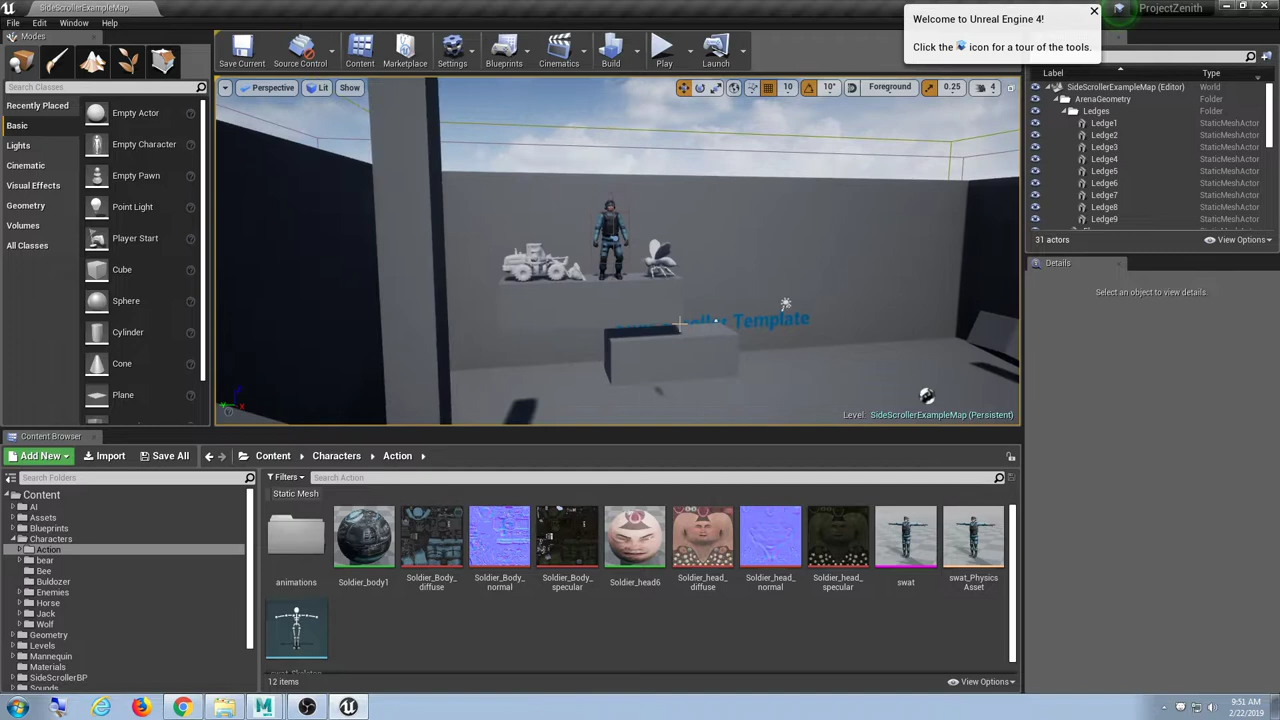 SideScrollerExampleMap
ProjectZenith
File Edit Window Help
Welcome to Unreal Engine 4!
Click the icon for a tour of the tools.
Modes
Search Classes
Recently Placed
Basic
Lights
Cinematic
Visual Effects
Geometry
Volumes
All Classes
Empty Actor
Empty Character
Empty Pawn
Point Light
Player Start
Cube
Sphere
Cylinder
Cone
Plane
Save Current
Source Control
Content
Marketplace
Settings
Blueprints
Cinematics
Build
Play
Launch
Perspective Lit Show
10 10° Foreground 0.25 4
Template
Level: SideScrollerExampleMap (Persistent)
Label Type
SideScrollerExampleMap (Editor) World
ArenaGeometry Folder
Ledges Folder
Ledge1 StaticMeshActor
Ledge2 StaticMeshActor
Ledge3 StaticMeshActor
Ledge4 StaticMeshActor
Ledge5 StaticMeshActor
Ledge6 StaticMeshActor
Ledge7 StaticMeshActor
Ledge8 StaticMeshActor
Ledge9 StaticMeshActor
31 actors View Options
Details
Select an object to view details.
Content Browser
Add New Import Save All Content Characters Action
Search Folders
Filters Search Action
Static Mesh
Content
AI
Assets
Blueprints
Characters
Action
bear
Bee
Buldozer
Enemies
Horse
Jack
Wolf
Geometry
Levels
Mannequin
Materials
SideScrollerBP
Sounds
animations
Soldier_body1
Soldier_Body_
diffuse
Soldier_Body_
normal
Soldier_Body_
specular
Soldier_head6
Soldier_head_
diffuse
Soldier_head_
normal
Soldier_head_
specular
swat
swat_Physics
Asset
12 items View Options
9:51 AM
2/22/2019